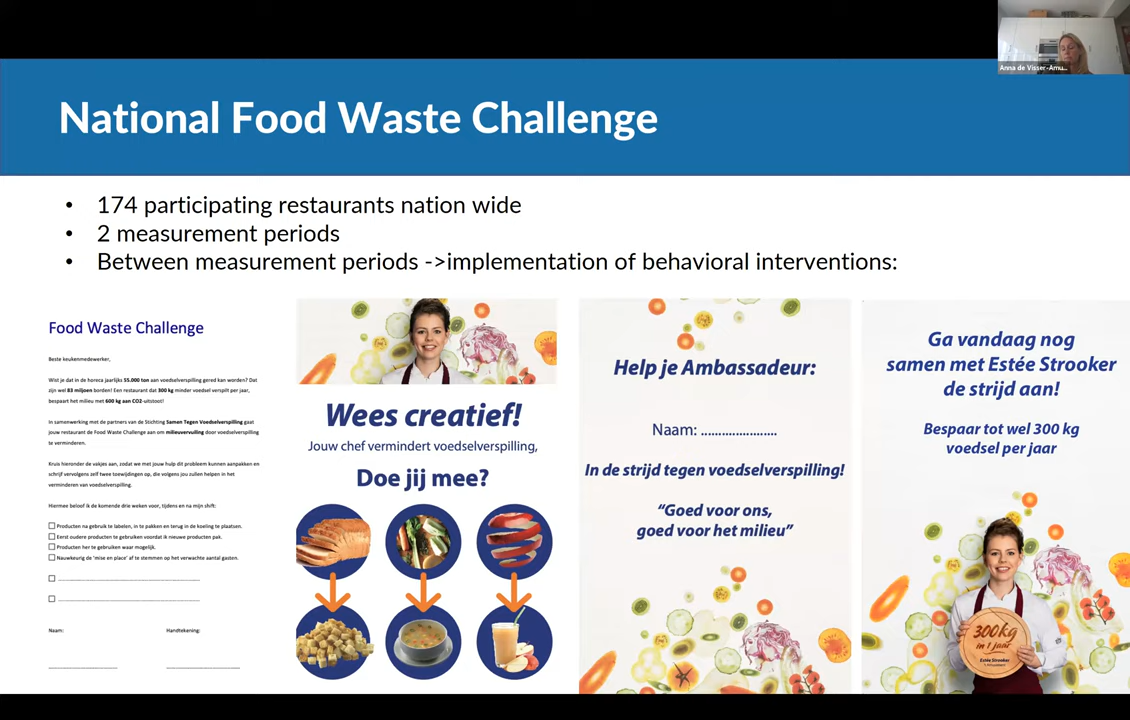 Anna de Visser-Amu...
National Food Waste Challenge
• 174 participating restaurants nation wide
• 2 measurement periods
• Between measurement periods ->implementation of behavioral interventions:
Food Waste Challenge
Beste keukenmedewerker,
Wist je dat in de horeca jaarlijks 55.000 ton aan voedselverspilling gered kan worden? Dat
zijn wel 83 miljoen borden! Een restaurant dat 300 kg minder voedsel verspilt per jaar,
bespaart het milieu met 600 kg aan CO2-uitstoot!
In samenwerking met de partners van de Stichting Samen Tegen Voedselverspilling gaat
jouw restaurant de Food Waste Challenge aan om milieuvervuiling door voedselverspilling
te verminderen.
Kruis hieronder de vakjes aan, zodat we met jouw hulp dit probleem kunnen aanpakken en
schrijf vervolgens zelf twee toewijdingen op, die volgens jou zullen helpen in het
verminderen van voedselverspilling.
Hiermee beloof ik de komende drie weken voor, tijdens en na mijn shift:
Producten na gebruik te labelen, in te pakken en terug in de koeling te plaatsen.
Eerst oudere producten te gebruiken voordat ik nieuwe producten pak.
Producten her te gebruiken waar mogelijk.
Nauwkeurig de 'mise en place' af te stemmen op het verwachte aantal gasten.
Naam: Handtekening:
Wees creatief!
Jouw chef vermindert voedselverspilling,
Doe jij mee?
Help je Ambassadeur:
Naam: ......................
In de strijd tegen voedselverspilling!
“Goed voor ons,
goed voor het milieu”
Ga vandaag nog
samen met Estée Strooker
de strijd aan!
Bespaar tot wel 300 kg
voedsel per jaar
300kg
in 1 jaar
Estée Strooker